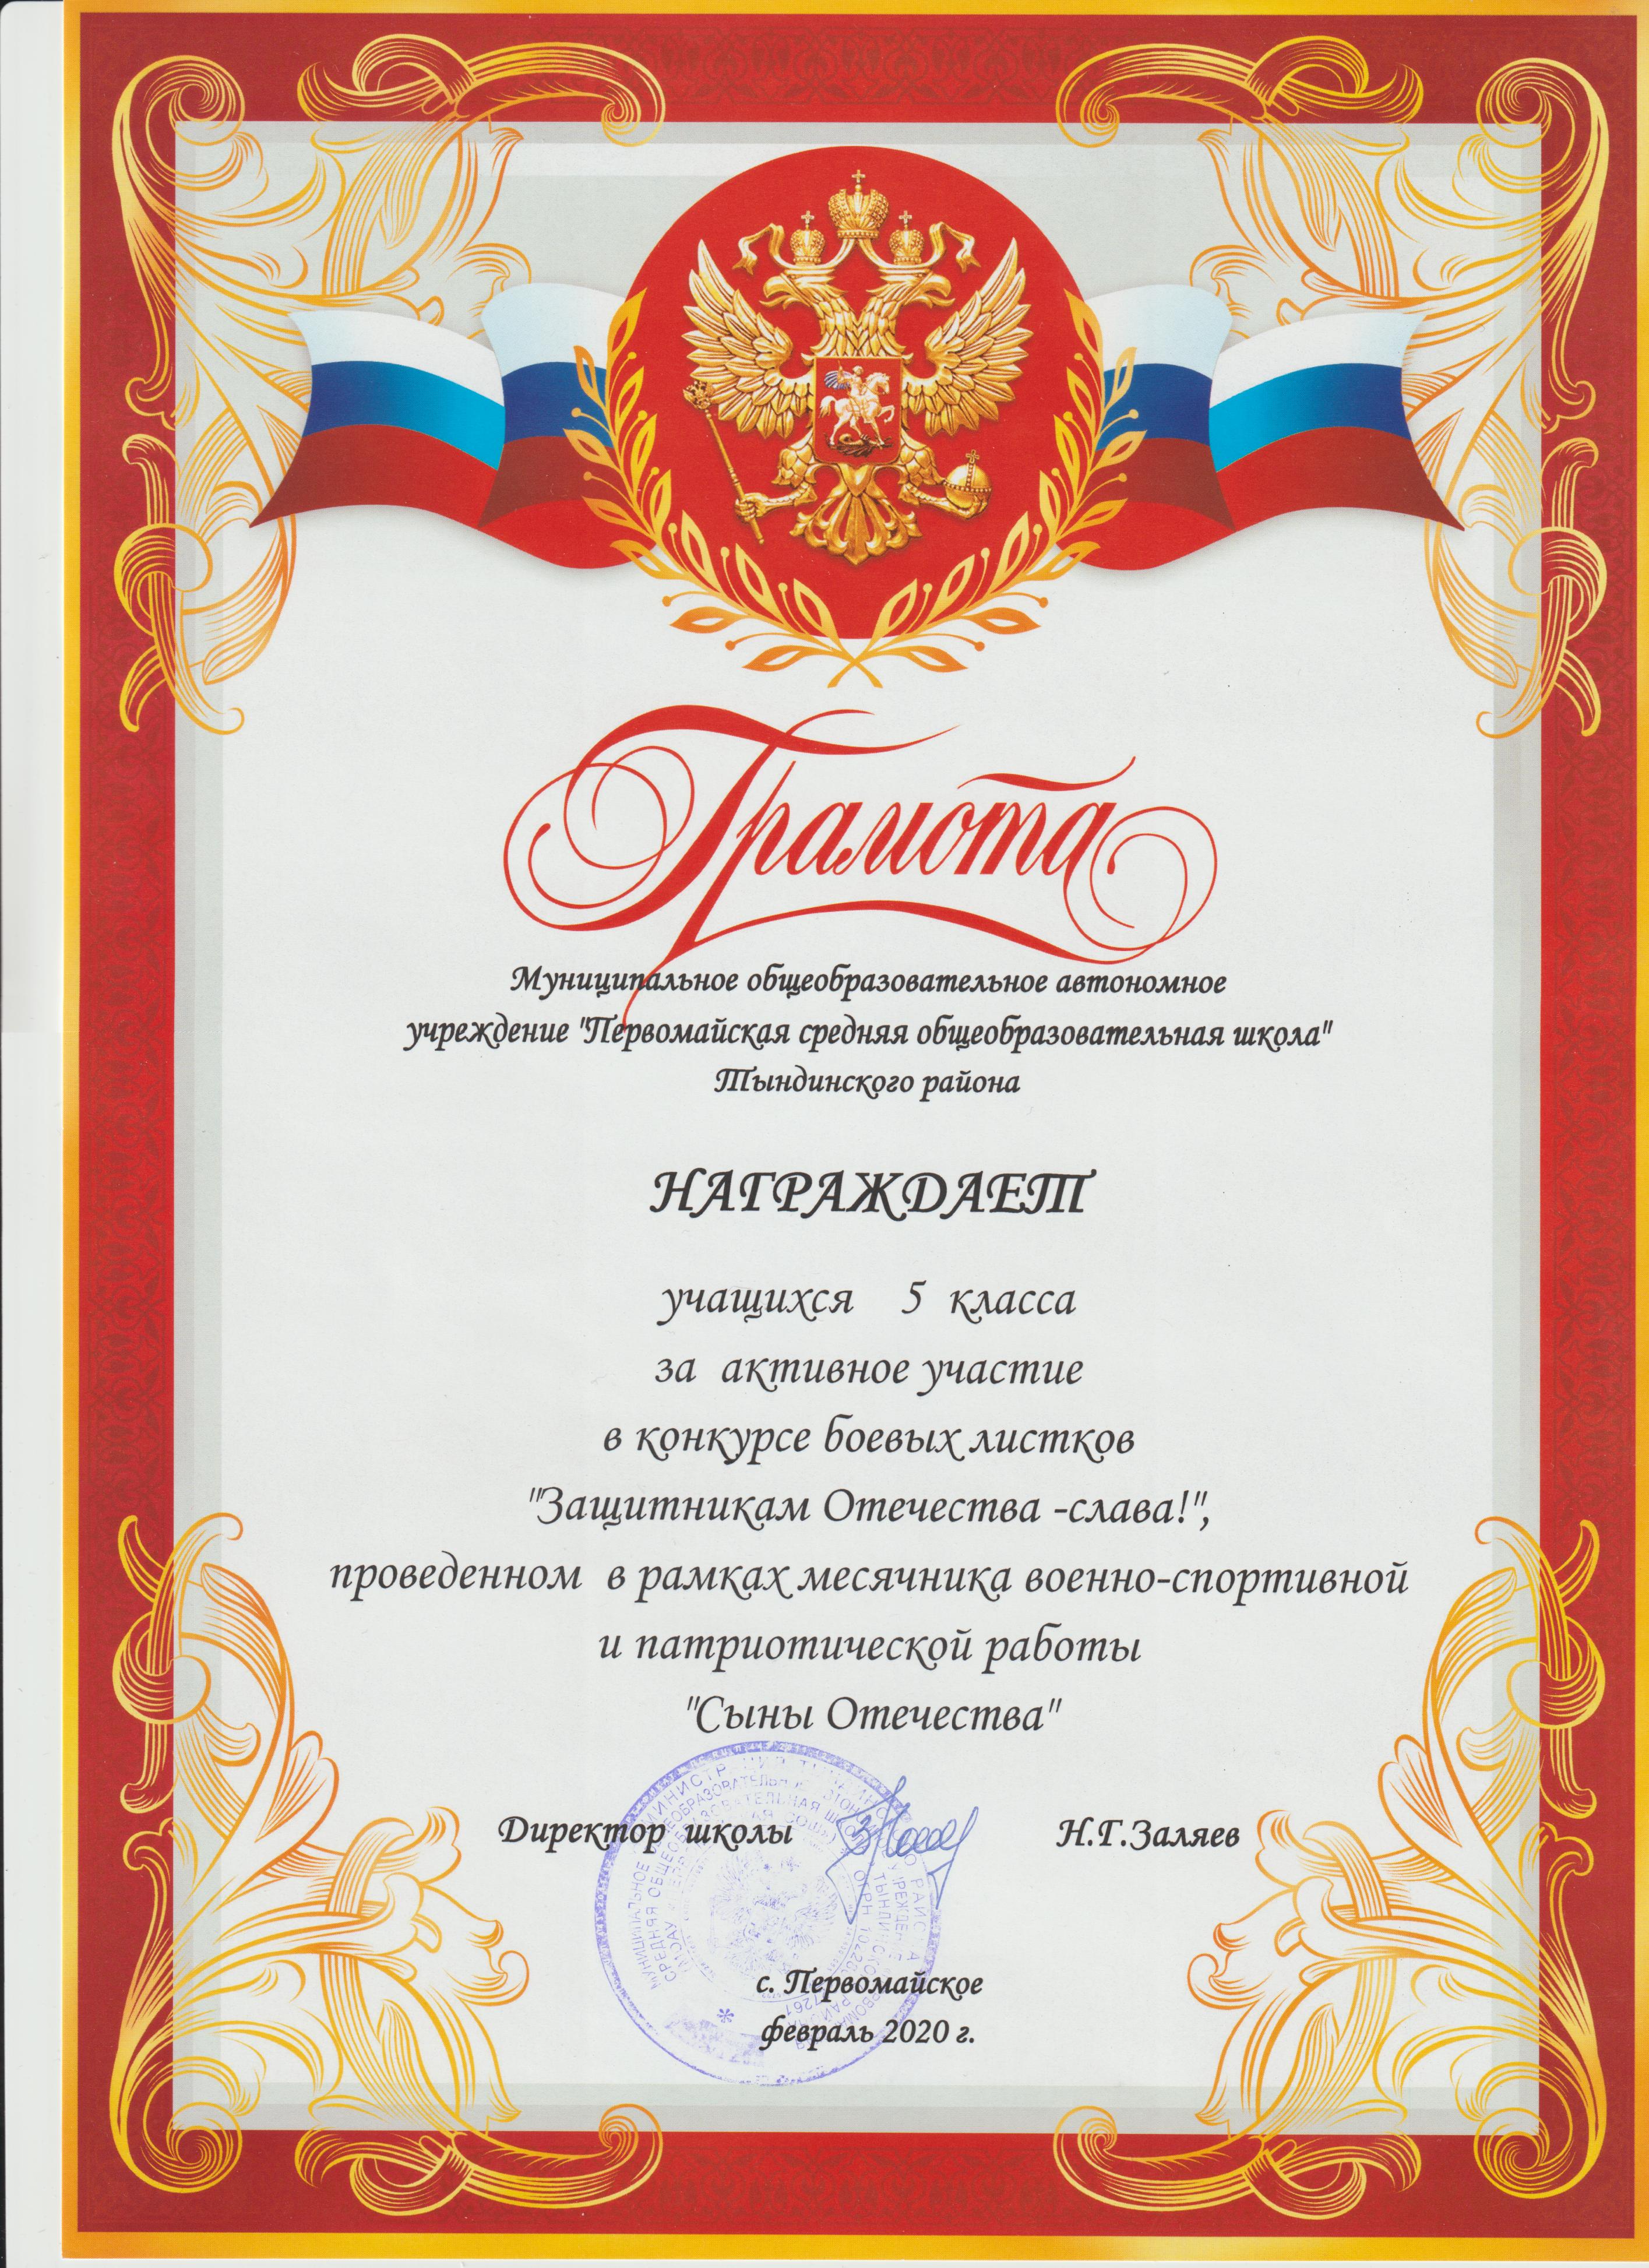 Грамота
Муниципальное общеобразовательное автономное
учреждение "Первомайская средняя общеобразовательная школа"
Тындинского района
НАГРАЖДАЕТ
учащихся 5 класса
за активное участие
в конкурсе боевых листков
"Защитникам Отечества -слава!",
проведенном в рамках месячника военно-спортивной
и патриотической работы
"Сыны Отечества"
Директор школы Н.Г.Заляев
с. Первомайское
февраль 2020 г.